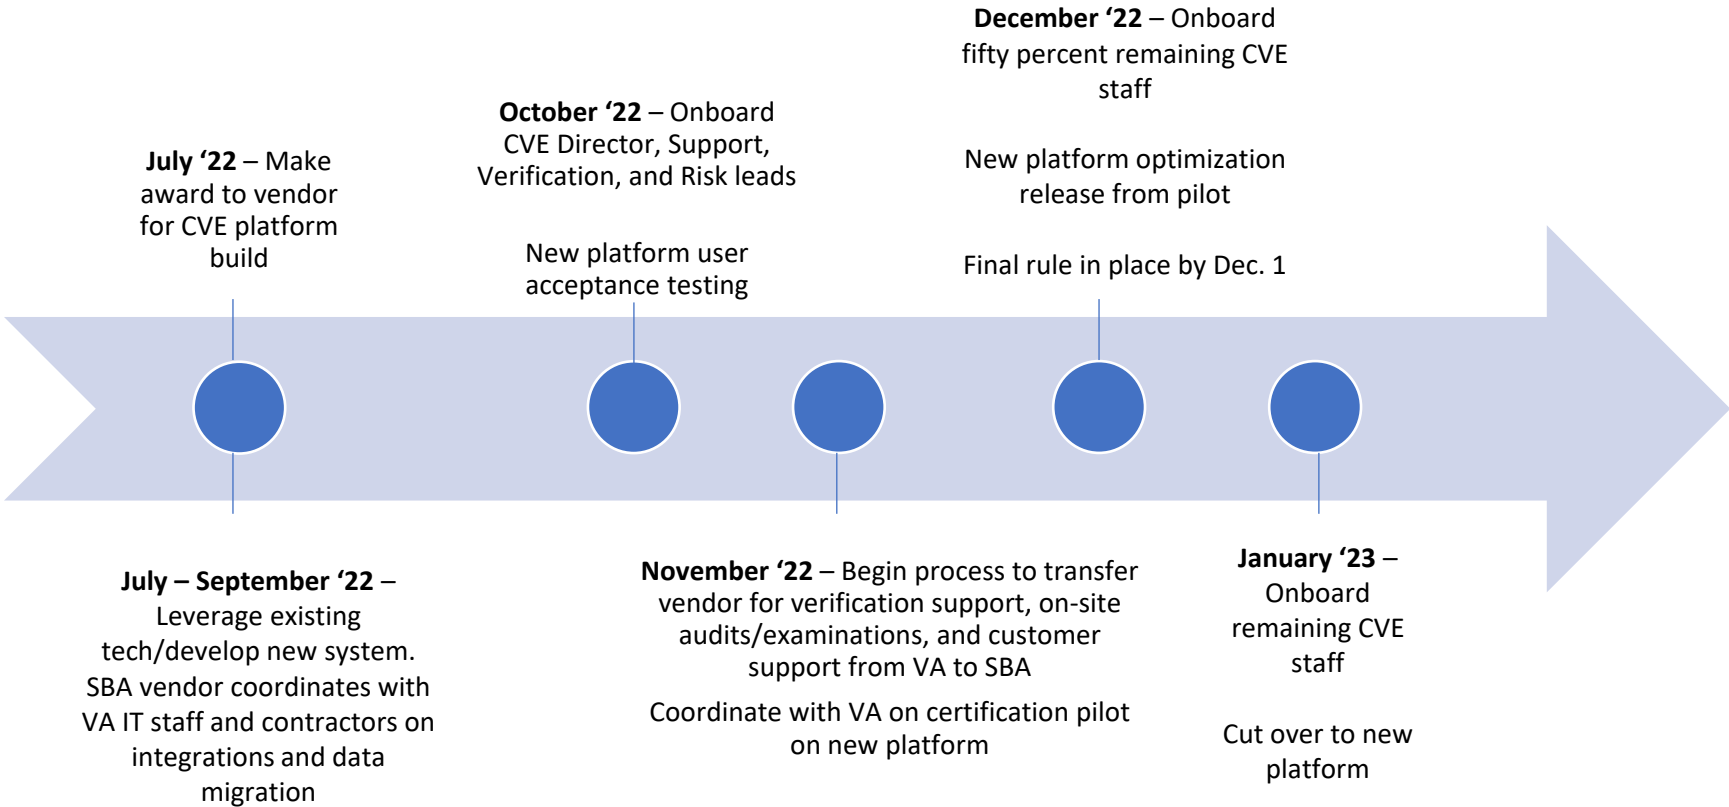 July ‘22 – Make
award to vendor
for CVE platform
build
October ‘22 – Onboard
CVE Director, Support,
Verification, and Risk leads
New platform user
acceptance testing
December ‘22 – Onboard
fifty percent remaining CVE
staff
New platform optimization
release from pilot
Final rule in place by Dec. 1
July – September ‘22 –
Leverage existing
tech/develop new system.
SBA vendor coordinates with
VA IT staff and contractors on
integrations and data
migration
November ‘22 – Begin process to transfer
vendor for verification support, on-site
audits/examinations, and customer
support from VA to SBA
Coordinate with VA on certification pilot
on new platform
January ‘23 –
Onboard
remaining CVE
staff
Cut over to new
platform